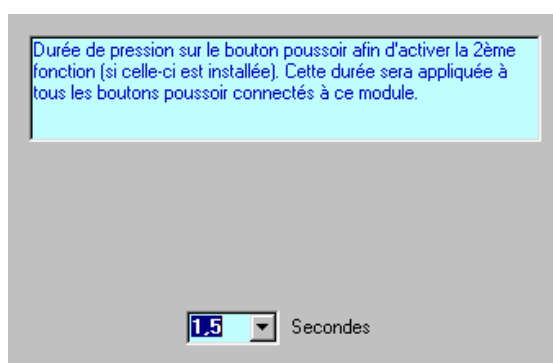 Durée de pression sur le bouton poussoir afin d'activer la 2ème
fonction (si celle-ci est installée). Cette durée sera appliquée à
tous les boutons poussoir connectés à ce module.
1,5 Secondes